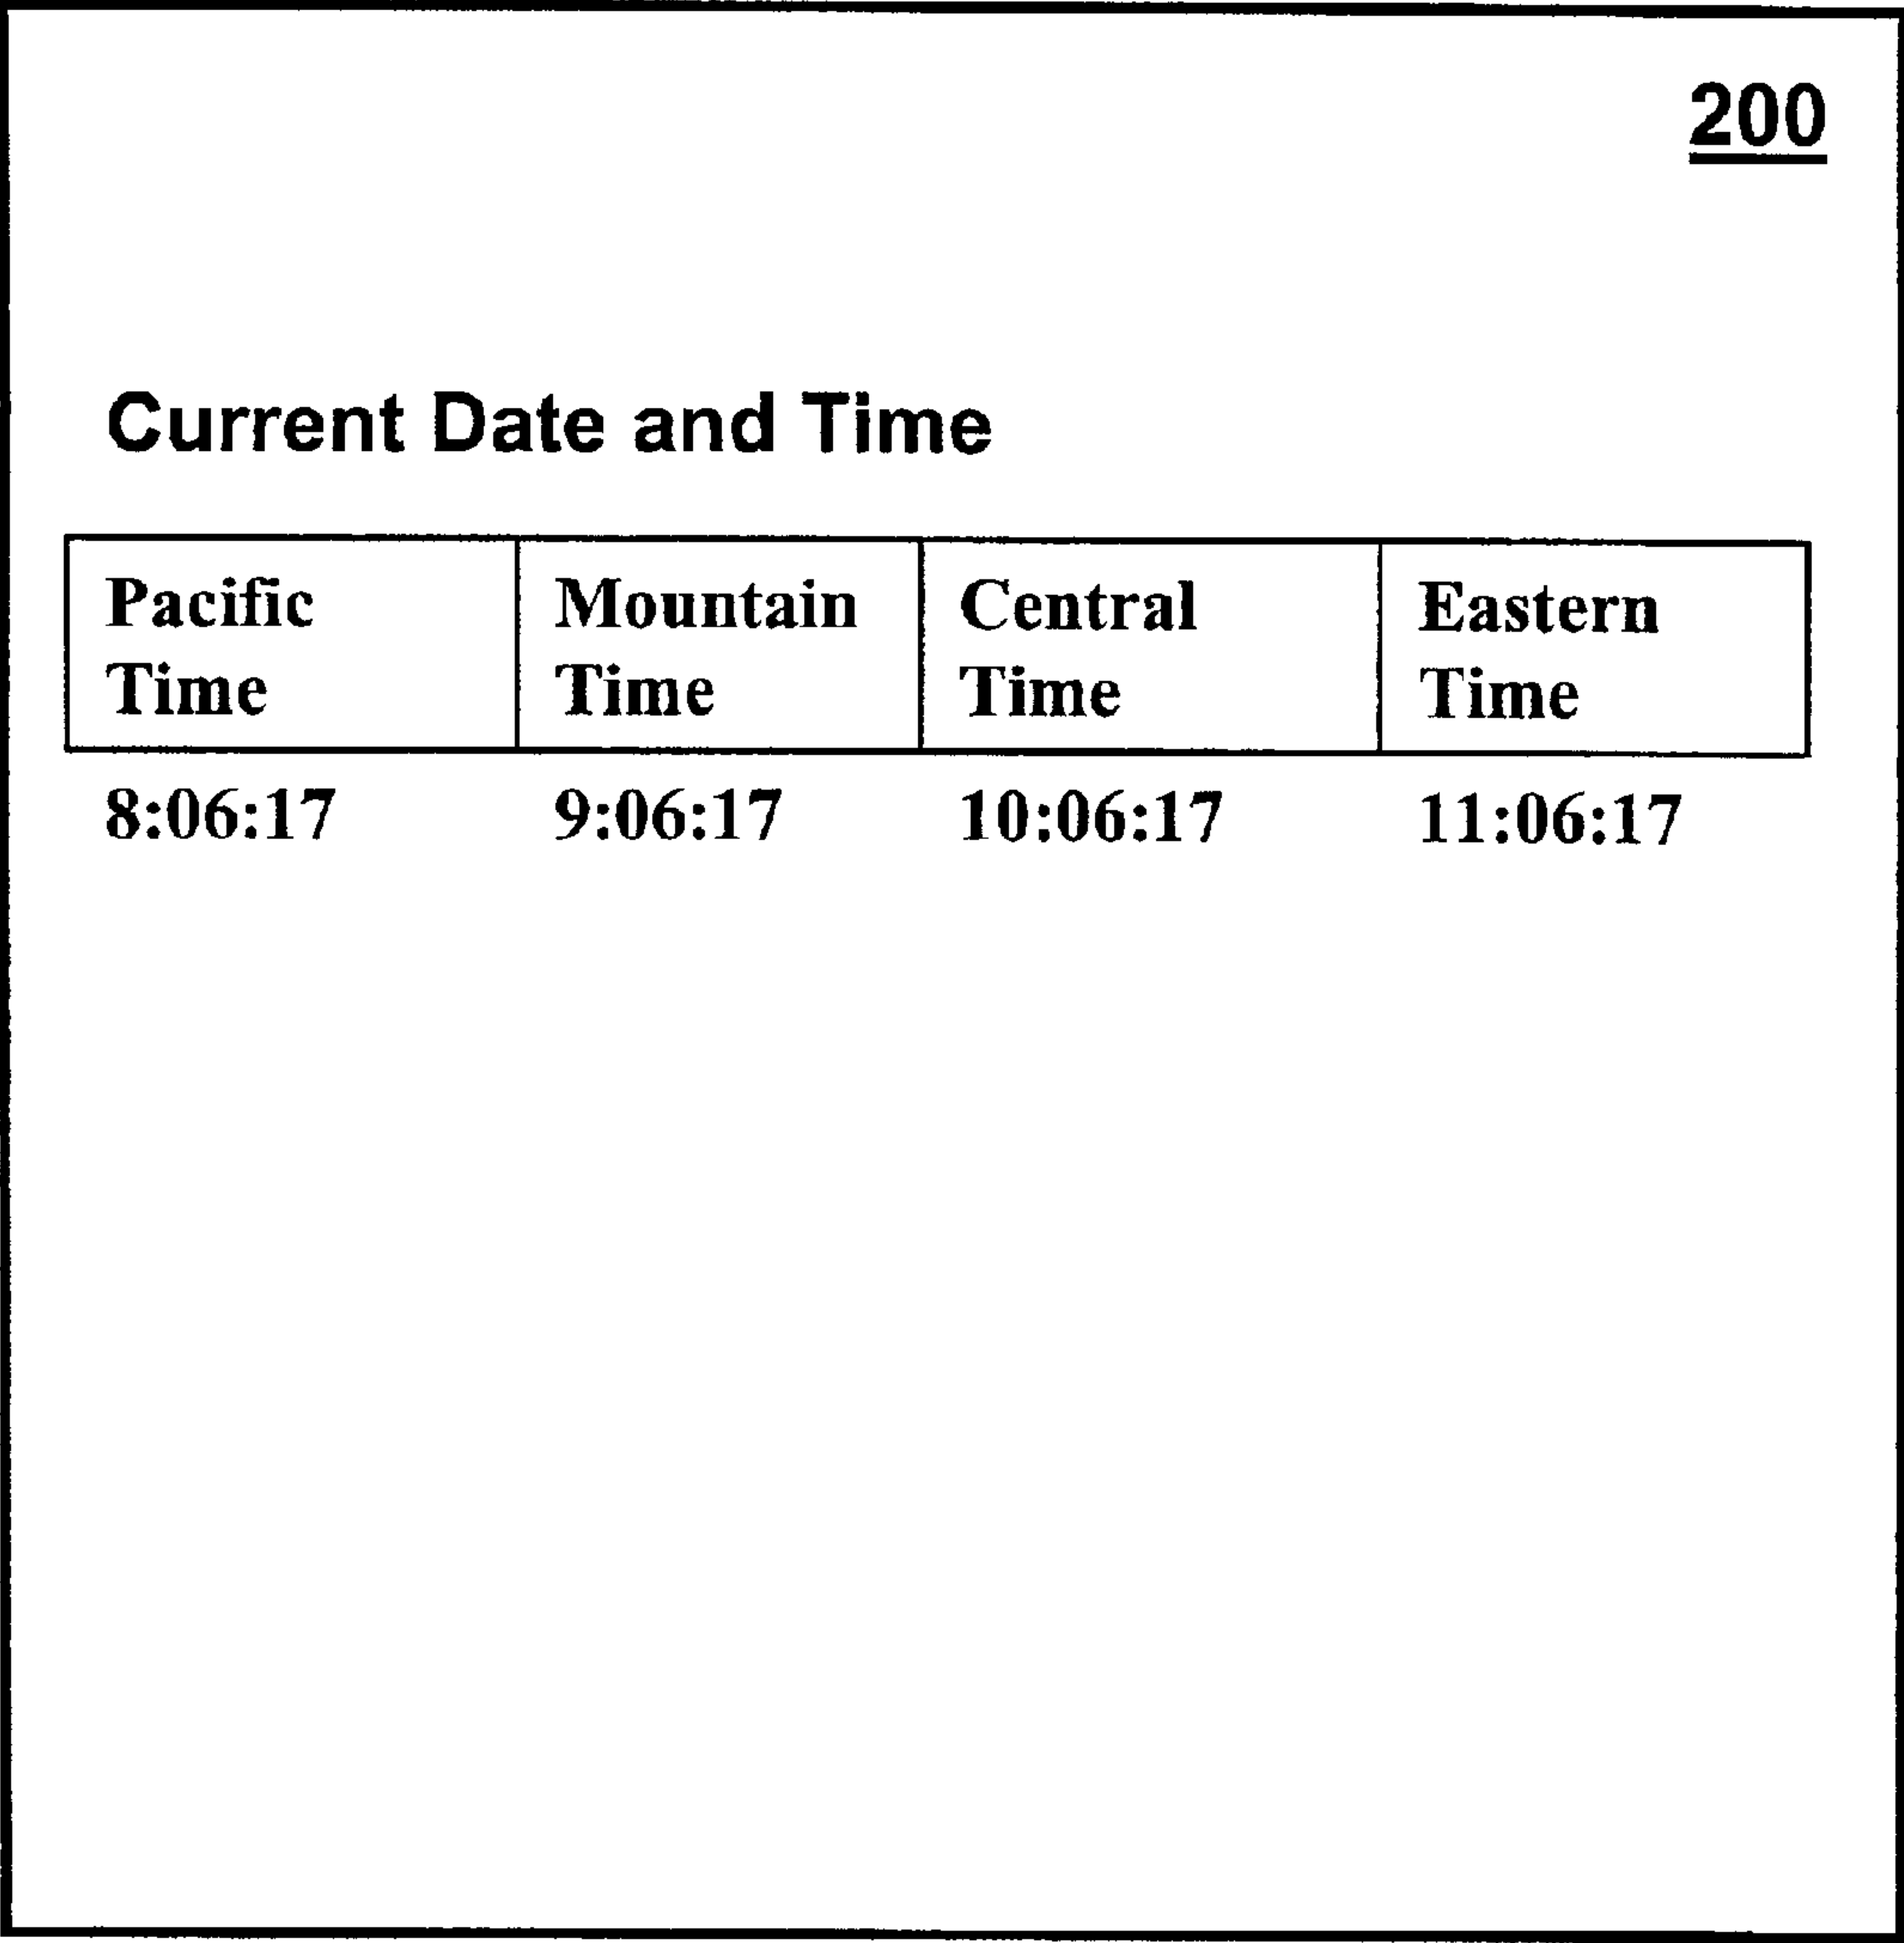 200
Current Date and Time
Pacific Time
Mountain Time
Central Time
Eastern Time
8:06:17 9:06:17 10:06:17 11:06:17